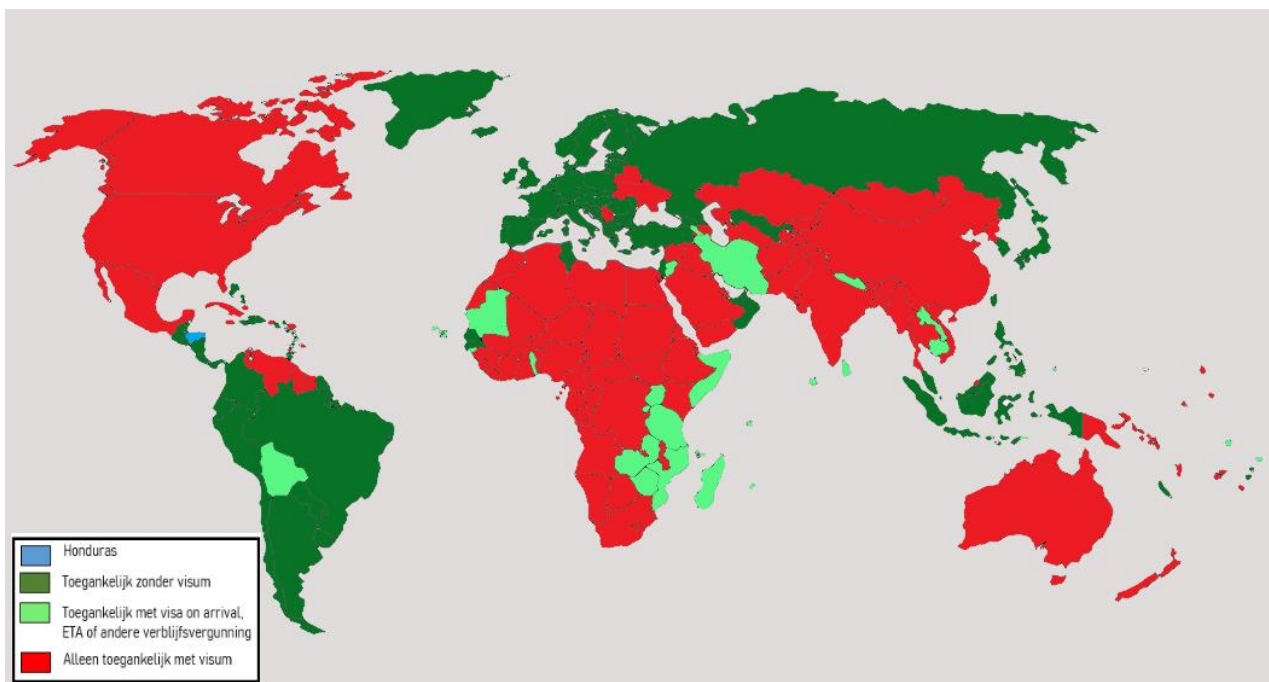 Honduras
Toegankelijk zonder visum
Toegankelijk met visa on arrival,
ETA of andere verblijfsvergunning
Alleen toegankelijk met visum